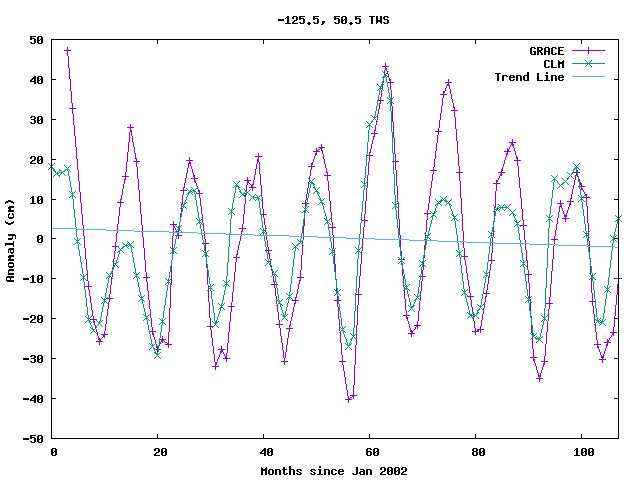 -125.5, 50.5 TWS
GRACE
CLM
Trend Line
50
40
30
20
10
0
-10
-20
-30
-40
-50
Anomaly (cm)
0 20 40 60 80 100
Months since Jan 2002